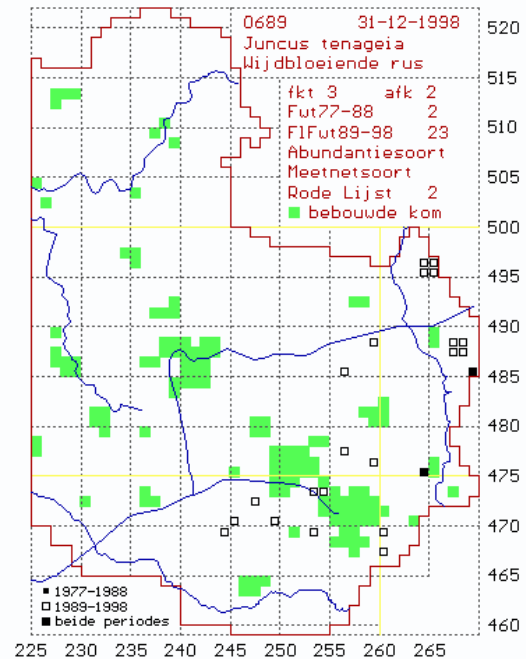 0689 31-12-1998
Juncus tenageia
Wijdbloeiende rus
fkt 3 afk 2
Fwt77-88 2
FlFwt89-98 23
Abundantiesoort
Meetnetsoort
Rode Lijst 2
bebouwde kom
520
515
510
505
500
495
490
485
480
475
470
465
460
1977-1988
1989-1998
beide periodes
225 230 235 240 245 250 255 260 265